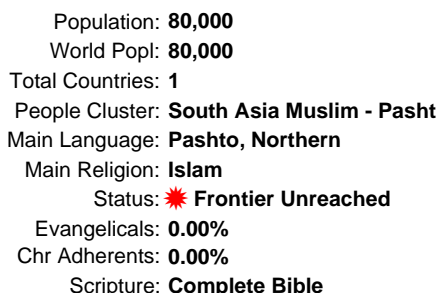 Population: 80,000
World Popl: 80,000
Total Countries: 1
People Cluster: South Asia Muslim - Pasht
Main Language: Pashto, Northern
Main Religion: Islam
Status: Frontier Unreached
Evangelicals: 0.00%
Chr Adherents: 0.00%
Scripture: Complete Bible